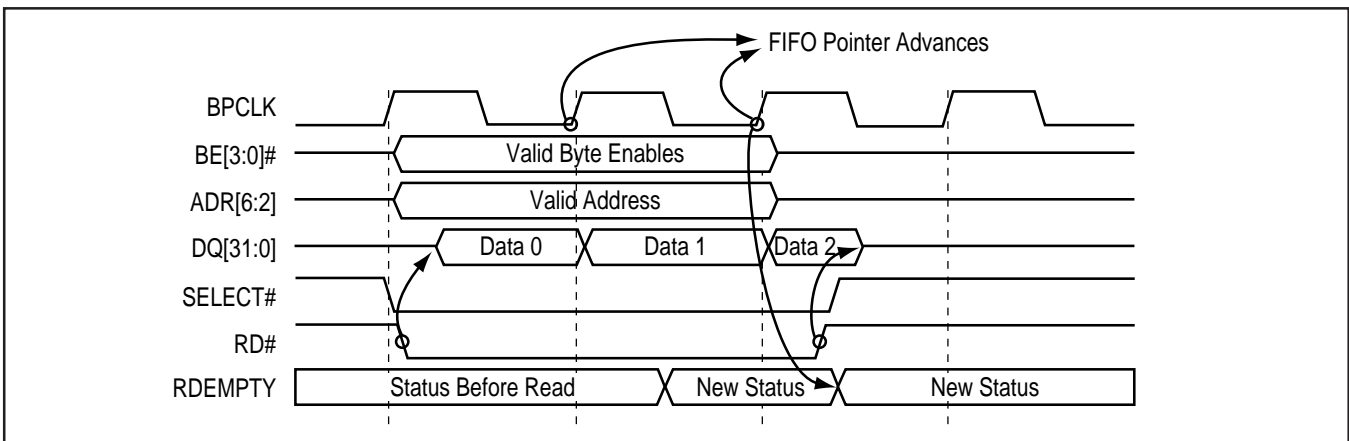 FIFO Pointer Advances
BPCLK
BE[3:0]# Valid Byte Enables
ADR[6:2] Valid Address
DQ[31:0] Data 0 Data 1 Data 2
SELECT#
RD#
RDEMPTY Status Before Read New Status New Status